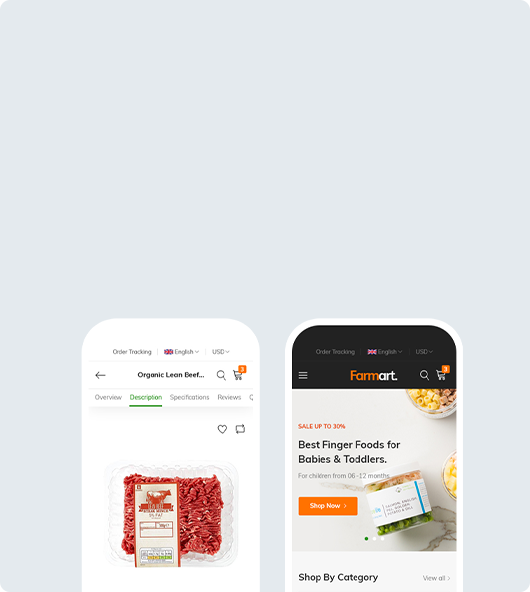 Order Tracking English USD
Organic Lean Beef... 3
Overview Description Specifications Reviews Q
5% FAT
Order Tracking English USD
Farmart. 3
SALE UP TO 30%
Best Finger Foods for
Babies & Toddlers.
For children from 06-12 months
Shop Now
Shop By Category View all